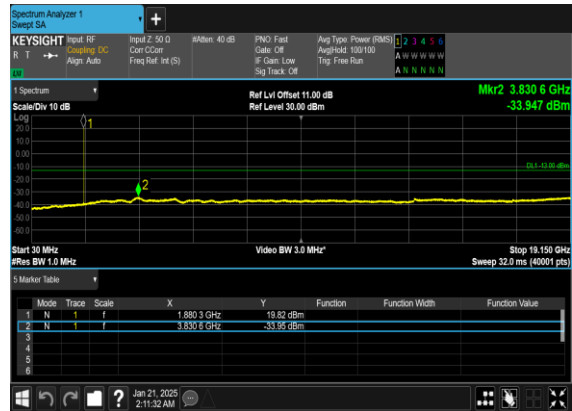 Spectrum Analyzer 1
Swept SA
+
KEYSIGHT Input: RF Input Z: 50 Ω #Atten: 40 dB PNO: Fast Avg Type: Power (RMS) 1 2 3 4 5 6
R T Coupling: DC Corr CCorr Gate: Off Avg|Hold: 100/100 A W W W W W
Align: Auto Freq Ref: Int (S) IF Gain: Low Trig: Free Run
Sig Track: Off A N N N N N
1 Spectrum Ref Lvl Offset 11.00 dB Mkr2 3.830 6 GHz
Scale/Div 10 dB Ref Level 30.00 dBm -33.947 dBm
Log
1
20.0
10.0
0.00
-10.0 DL1 -13.00 dBm
-20.0
-30.0 2
-40.0
-50.0
-60.0
Start 30 MHz Video BW 3.0 MHz* Stop 19.150 GHz
#Res BW 1.0 MHz Sweep 32.0 ms (40001 pts)
5 Marker Table
Mode Trace Scale X Y Function Function Width Function Value
1 N 1 f 1.880 3 GHz 19.82 dBm
2 N 1 f 3.830 6 GHz -33.95 dBm
3
4
5
6
? Jan 21, 2025
2:11:32 AM